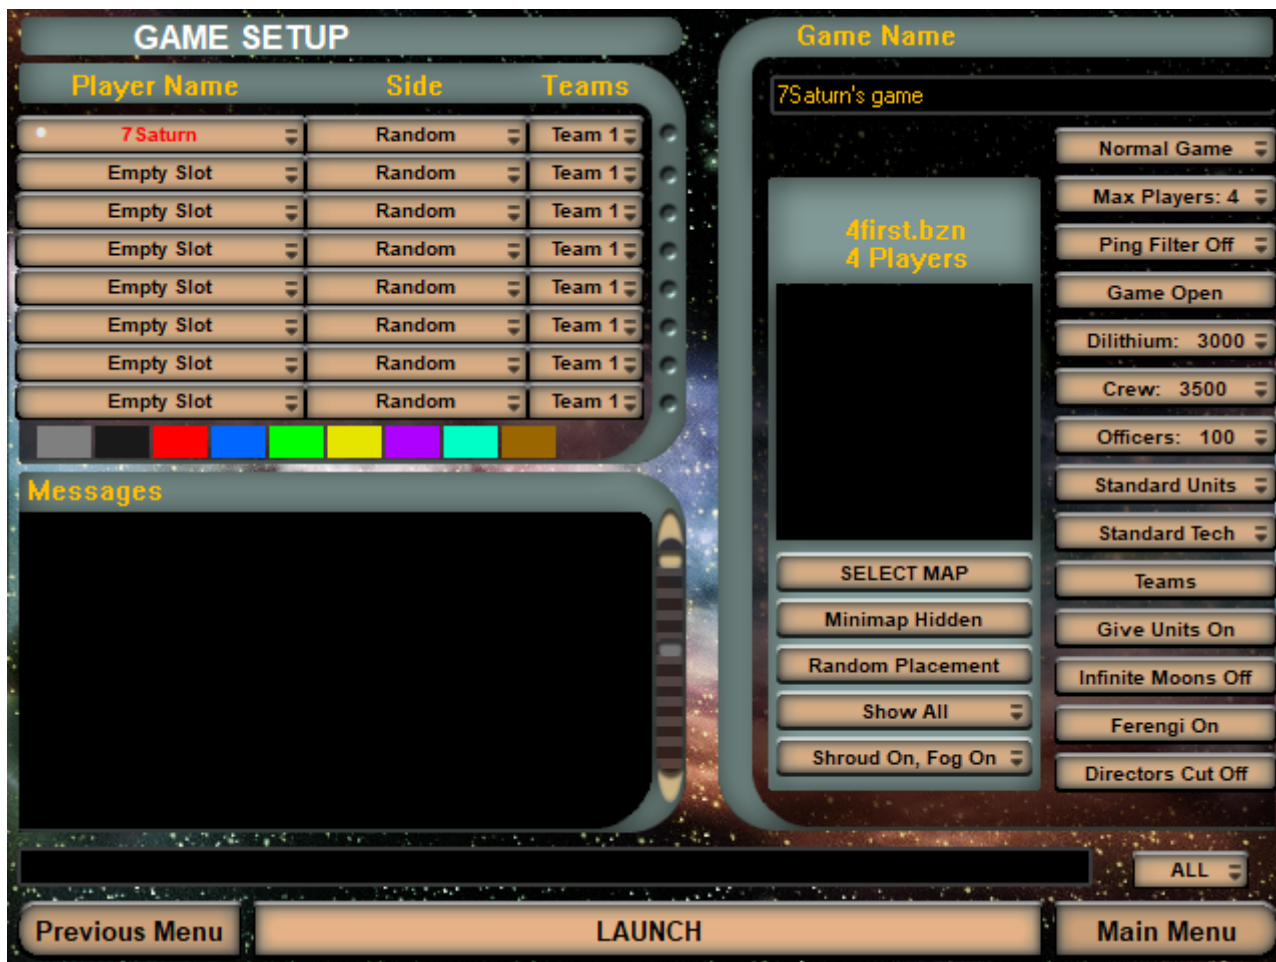 GAME SETUP
Player Name Side Teams
7Saturn Random Team 1
Empty Slot Random Team 1
Empty Slot Random Team 1
Empty Slot Random Team 1
Empty Slot Random Team 1
Empty Slot Random Team 1
Empty Slot Random Team 1
Empty Slot Random Team 1
Messages
Game Name
7Saturn's game
4first.bzn
4 Players
SELECT MAP
Minimap Hidden
Random Placement
Show All
Shroud On, Fog On
Normal Game
Max Players: 4
Ping Filter Off
Game Open
Dilithium: 3000
Crew: 3500
Officers: 100
Standard Units
Standard Tech
Teams
Give Units On
Infinite Moons Off
Ferengi On
Directors Cut Off
ALL
Previous Menu LAUNCH Main Menu